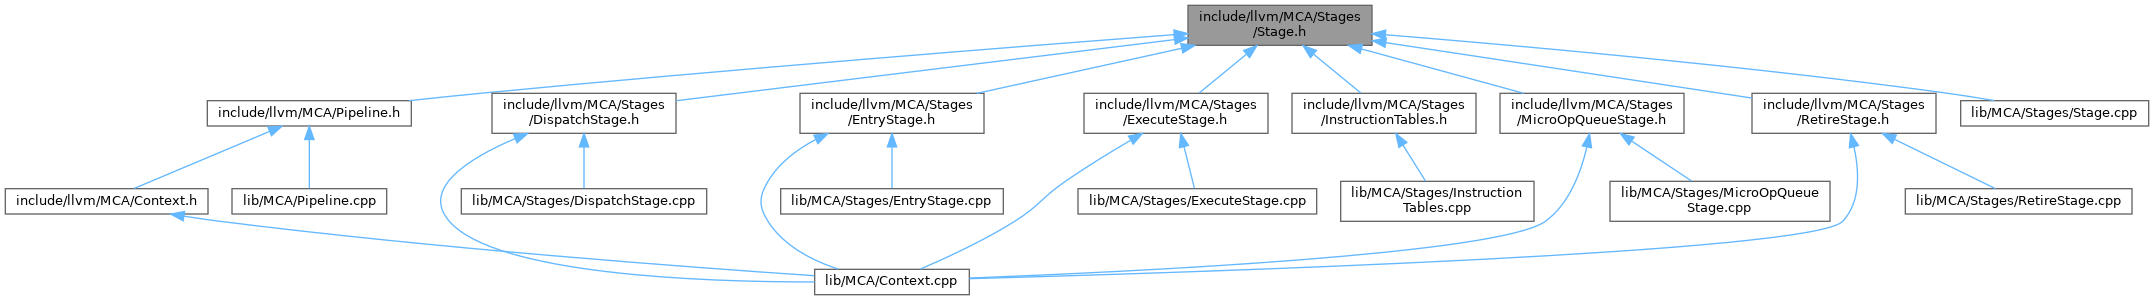 include/llvm/MCA/Stages
/Stage.h
include/llvm/MCA/Pipeline.h
include/llvm/MCA/Stages
/DispatchStage.h
include/llvm/MCA/Stages
/EntryStage.h
include/llvm/MCA/Stages
/ExecuteStage.h
include/llvm/MCA/Stages
/InstructionTables.h
include/llvm/MCA/Stages
/MicroOpQueueStage.h
include/llvm/MCA/Stages
/RetireStage.h
lib/MCA/Stages/Stage.cpp
include/llvm/MCA/Context.h
lib/MCA/Pipeline.cpp
lib/MCA/Stages/DispatchStage.cpp
lib/MCA/Stages/EntryStage.cpp
lib/MCA/Stages/ExecuteStage.cpp
lib/MCA/Stages/Instruction
Tables.cpp
lib/MCA/Stages/MicroOpQueue
Stage.cpp
lib/MCA/Stages/RetireStage.cpp
lib/MCA/Context.cpp